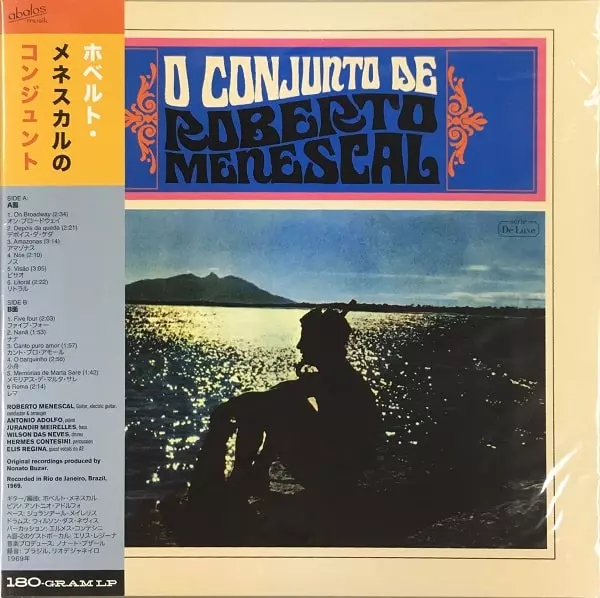 abalos
musik
ホベルト・
メネスカルの
コンジュント
O CONJUNTO DE
ROBERTO
MENESCAL
série
De Luxe
SIDE A:
A面
1. On Broadway (2:34)
オン・ブロードウェイ
2. Depois da queda (2:21)
デポイス・ダ・ケダ
3. Amazonas (3:14)
アマゾナス
4. Nós (2:10)
ノス
5. Visão (3:05)
ビサオ
6. Litoral (2:22)
リトラル
SIDE B
B面
1. Five four (2:03)
ファイブ・フォー
2. Nanã (1:53)
ナナ
3. Canto puro amor (1:57)
カント・プロ・アモール
4. O barquinho (2:58)
小舟
5. Memórias de Marta Saré (1:42)
メモリアス・デ・マルタ・サレ
6 Rema (2:14)
レマ
ROBERTO MENESCAL, Guitar, electric guitar,
conductor & arranger
ANTONIO ADOLFO, piano
JURANDIR MEIRELLES, bass
WILSON DAS NEVES, drums
HERMES CONTESINI, percussions
ELIS REGINA, guest vocals on A2.
Original recordings produced by
Nonato Buzar.
Recorded in Rio de Janeiro, Brazil,
1969.
ギター/編曲: ホベルト・メネスカル
ピアノ: アントニオ・アドルフォ
ベース: ジュランアール・メイレリス
ドラムス: ウィルソン・ダス・ネヴィス
パーカッション: エルメス・コンテシニ
A面-2のゲストボーカル: エリス・レジーナ
音楽プロデュース: ノナート・ブザール
録音: ブラジル, リオデジャネイロ
1969年
180-GRAM LP